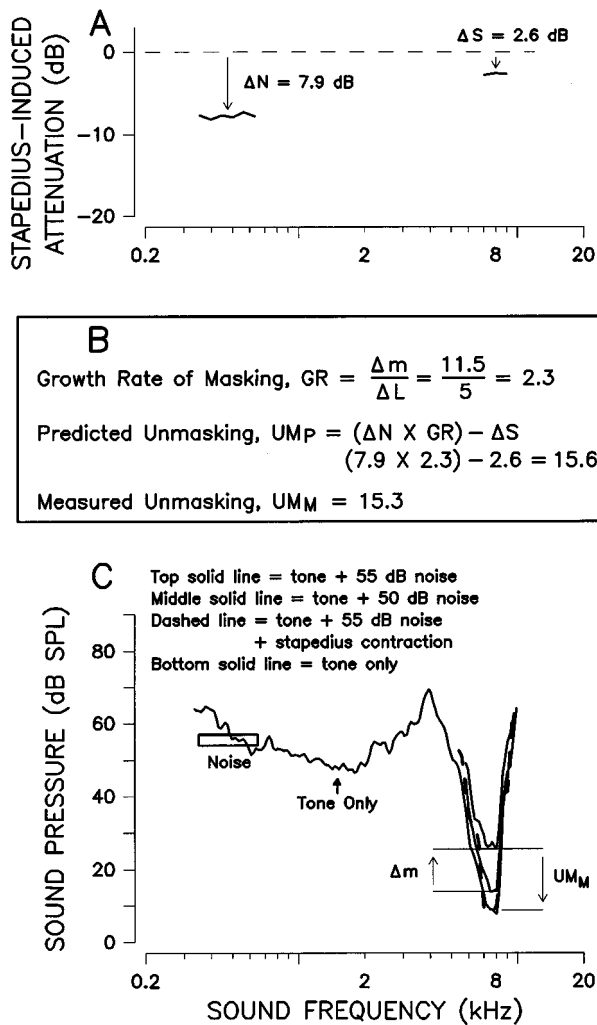 A
STAPEDIUS-INDUCED
ATTENUATION (dB)
0
-10
-20
ΔN = 7.9 dB
ΔS = 2.6 dB
0.2 2 8 20
B
Growth Rate of Masking, GR = Δm/ΔL = 11.5/5 = 2.3
Predicted Unmasking, UMP = (ΔN X GR) − ΔS
(7.9 X 2.3) − 2.6 = 15.6
Measured Unmasking, UMM = 15.3
C
Top solid line = tone + 55 dB noise
Middle solid line = tone + 50 dB noise
Dashed line = tone + 55 dB noise
+ stapedius contraction
Bottom solid line = tone only
SOUND PRESSURE (dB SPL)
80
60
40
20
0
Noise
Tone Only
Δm
UMM
0.2 2 8 20
SOUND FREQUENCY (kHz)